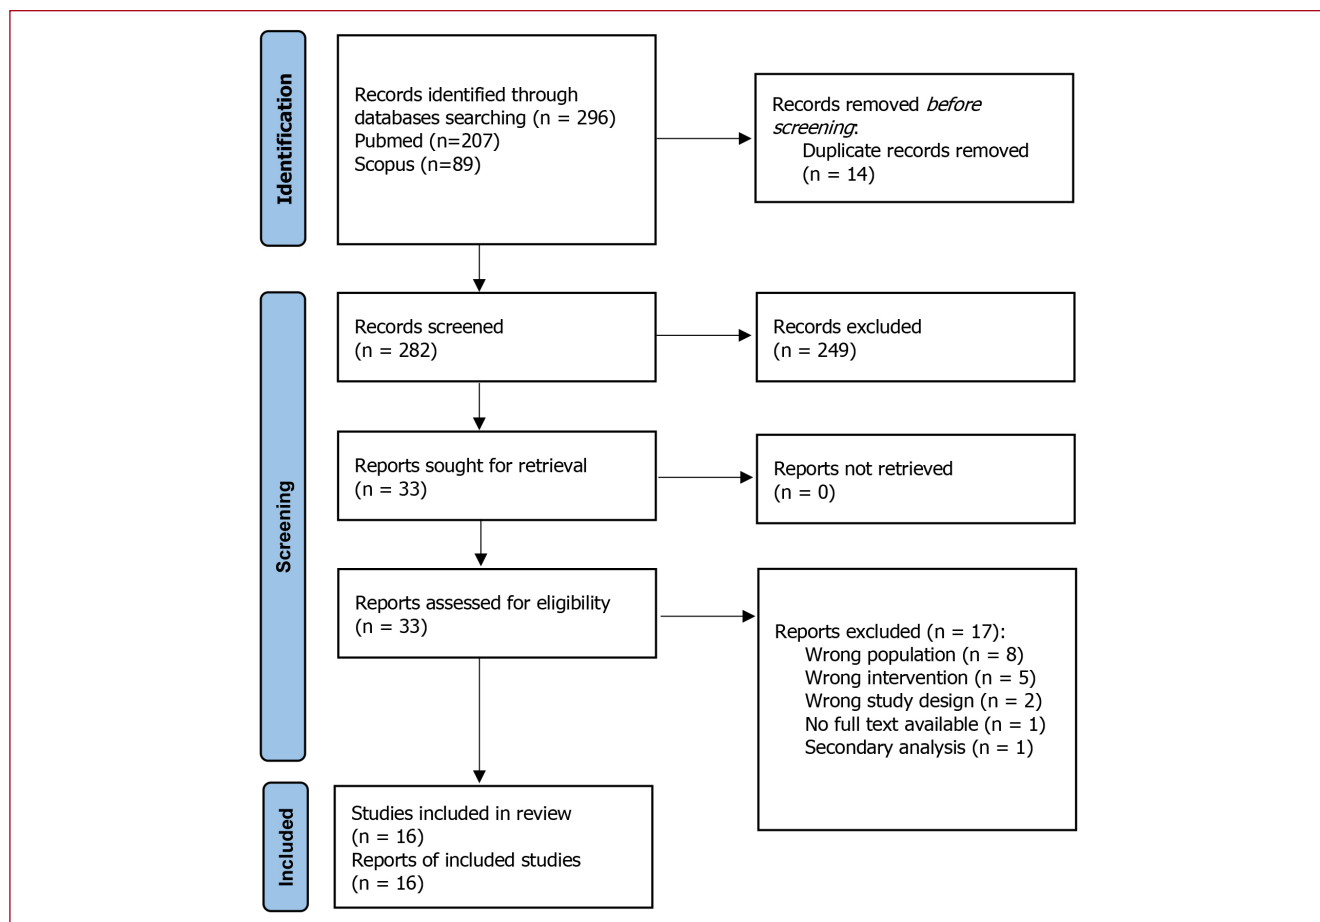 Identification
Records identified through
databases searching (n = 296)
Pubmed (n=207)
Scopus (n=89)
Records removed before
screening:
Duplicate records removed
(n = 14)
Screening
Records screened
(n = 282)
Records excluded
(n = 249)
Reports sought for retrieval
(n = 33)
Reports not retrieved
(n = 0)
Reports assessed for eligibility
(n = 33)
Reports excluded (n = 17):
Wrong population (n = 8)
Wrong intervention (n = 5)
Wrong study design (n = 2)
No full text available (n = 1)
Secondary analysis (n = 1)
Included
Studies included in review
(n = 16)
Reports of included studies
(n = 16)